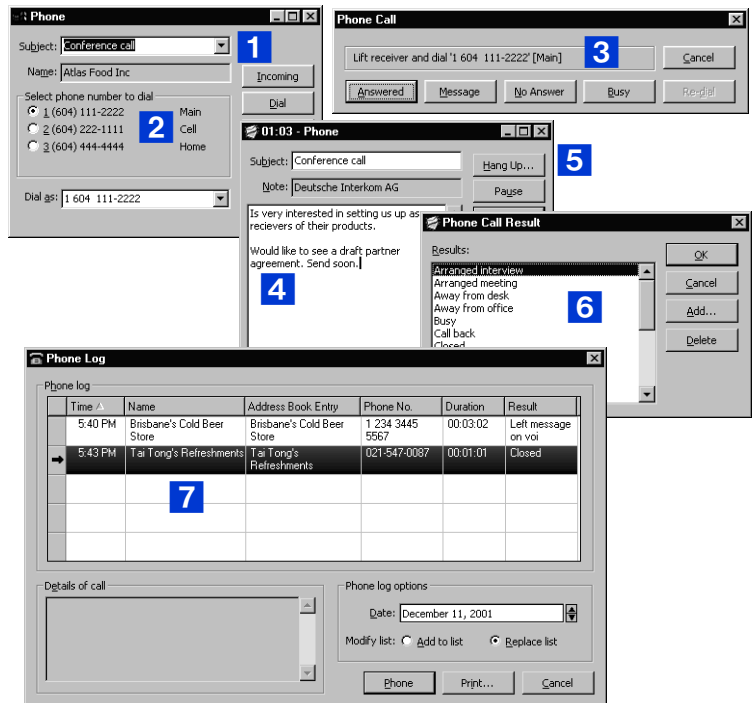 Phone
Subject: Conference call
1
Name: Atlas Food Inc
Incoming
Select phone number to dial
1 (604) 111-2222 Main
2 (604) 222-1111 Cell
3 (604) 444-4444 Home
2
Dial
Dial as: 1 604 111-2222
Phone Call
Lift receiver and dial '1 604 111-2222' [Main]
3
Cancel
Answered Message No Answer Busy Re-dial
01:03 - Phone
Subject: Conference call
Hang Up...
5
Note: Deutsche Interkom AG
Pause
Is very interested in setting us up as
recievers of their products.
Would like to see a draft partner
agreement. Send soon.
4
Phone Call Result
Results:
Arranged interview
Arranged meeting
Away from desk
Away from office
Busy
Call back
Closed
6
OK
Cancel
Add...
Delete
Phone Log
Phone log
Time Name Address Book Entry Phone No. Duration Result
5:40 PM Brisbane's Cold Beer Brisbane's Cold Beer 1 234 3445 00:03:02 Left message
Store Store 5567 on voi
5:43 PM Tai Tong's Refreshments Tai Tong's 021-547-0087 00:01:01 Closed
Refreshments
7
Details of call
Phone log options
Date: December 11, 2001
Modify list: Add to list Replace list
Phone Print... Cancel